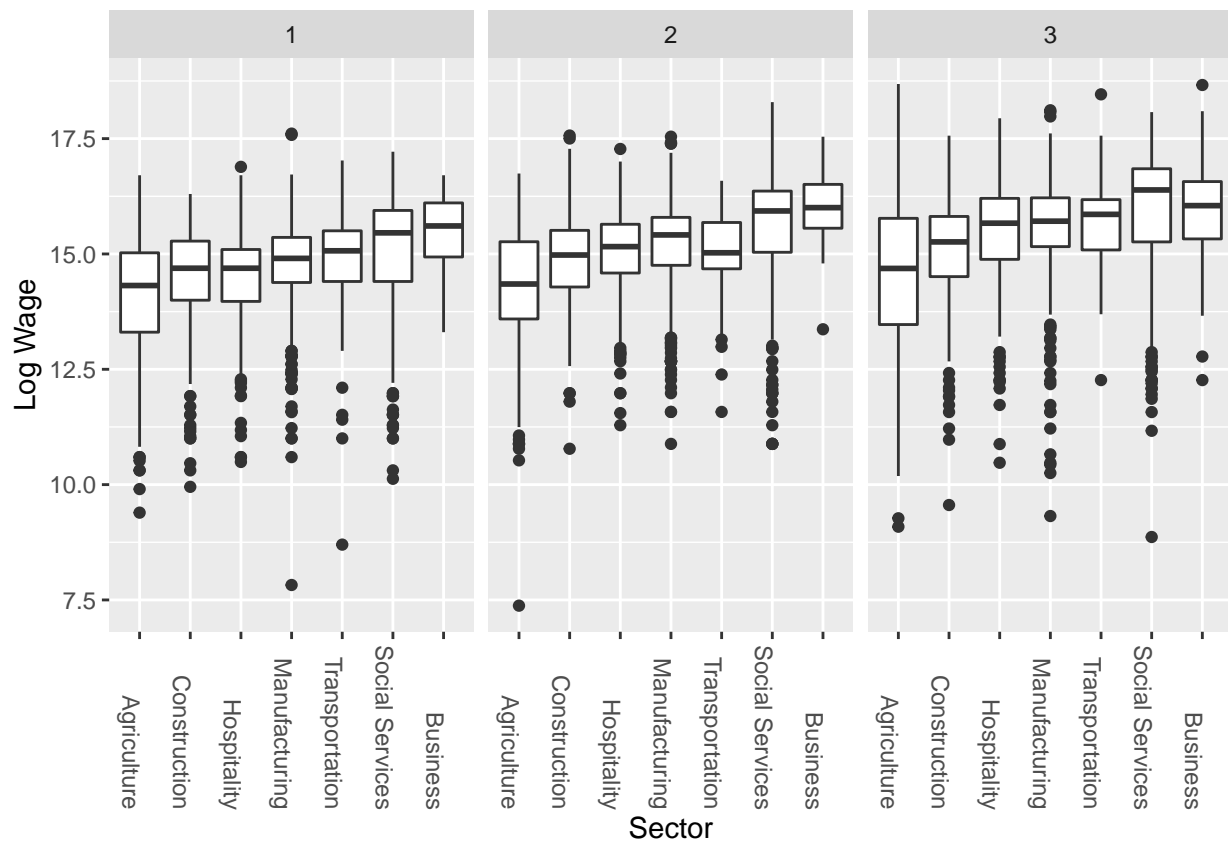 1 2 3
17.5
15.0
12.5
10.0
7.5
Log Wage
Agriculture Construction Hospitality Manufacturing Transportation Social Services Business
Agriculture Construction Hospitality Manufacturing Transportation Social Services Business
Agriculture Construction Hospitality Manufacturing Transportation Social Services Business
Sector